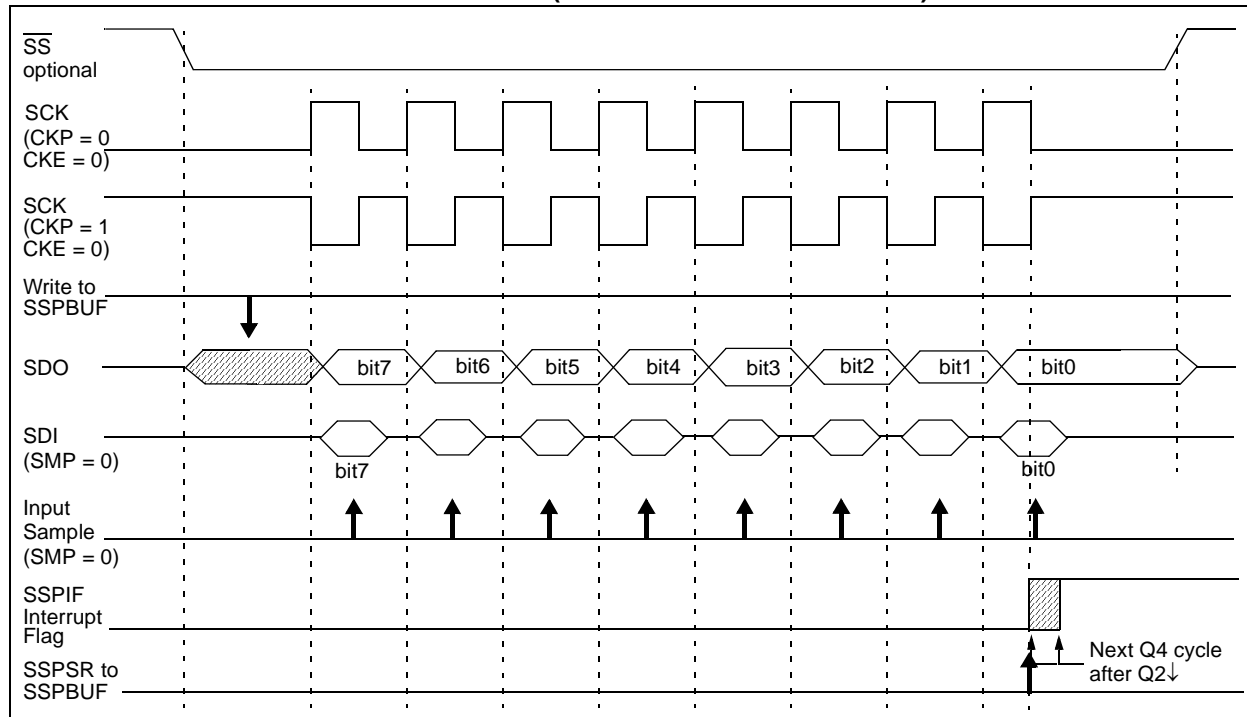 SS
optional
SCK
(CKP = 0
CKE = 0)
SCK
(CKP = 1
CKE = 0)
Write to
SSPBUF
SDO
bit7 bit6 bit5 bit4 bit3 bit2 bit1 bit0
SDI
(SMP = 0)
bit7 bit0
Input
Sample
(SMP = 0)
SSPIF
Interrupt
Flag
Next Q4 cycle
after Q2↓
SSPSR to
SSPBUF